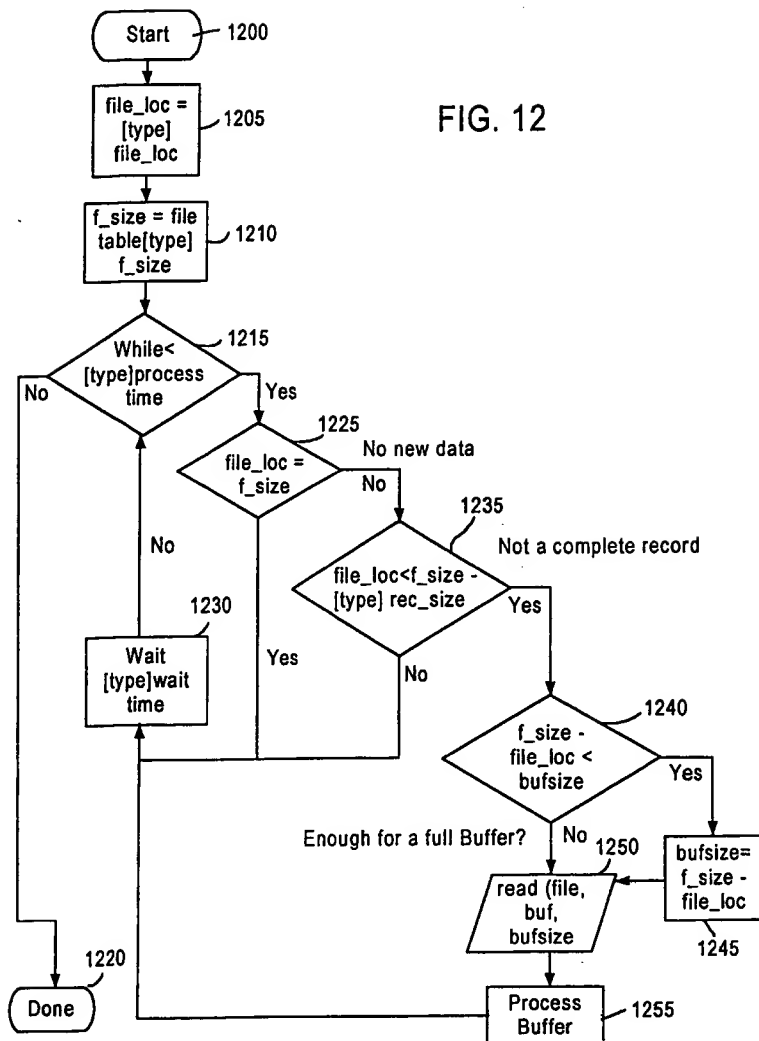 Start
1200
FIG. 12
file_loc =
[type]
file_loc
1205
f_size = file
table[type]
f_size
1210
While<
[type]process
time
1215
No
Yes
file_loc =
f_size
1225
No new data
No
Yes
file_loc<f_size -
[type] rec_size
1235
Not a complete record
Yes
No
No
Wait
[type]wait
time
1230
f_size -
file_loc <
bufsize
1240
Yes
Enough for a full Buffer?
No
bufsize=
f_size -
file_loc
1245
read (file,
buf,
bufsize
1250
Process
Buffer
1255
Done
1220